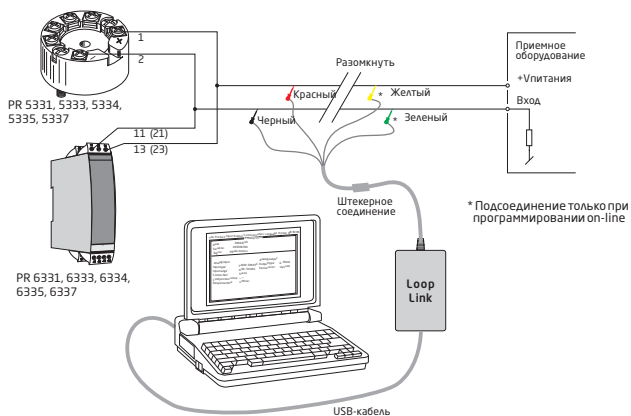 1
2
PR 5331, 5333, 5334,
5335, 5337
11 (21)
13 (23)
PR 6331, 6333, 6334,
6335, 6337
Разомкнуть
Красный
* Желтый
Черный
* Зеленый
Приемное
оборудование
+Vпитания
Вход
Штекерное
соединение
* Подсоединение только при
программировании on-line
Loop
Link
USB-кабель